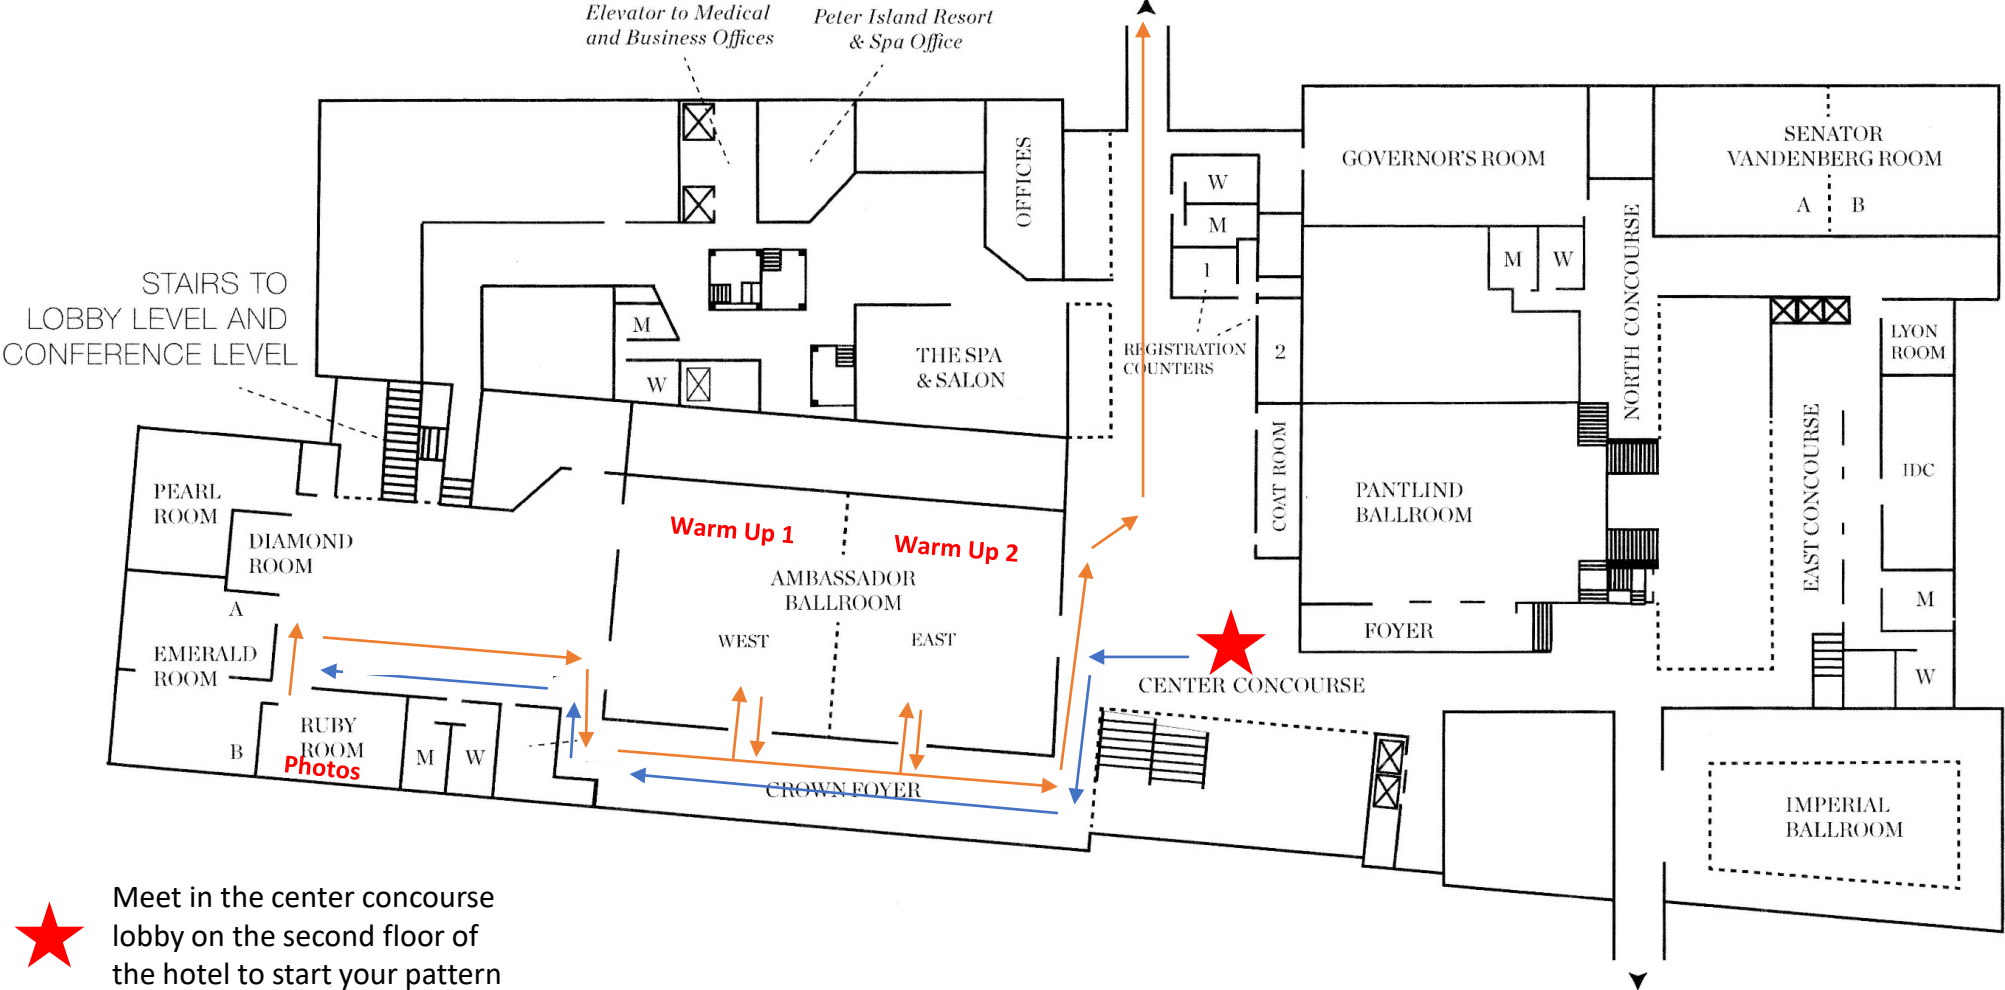 Elevator to Medical
and Business Offices
Peter Island Resort
& Spa Office
OFFICES
W
M
1
REGISTRATION
COUNTERS
2
COAT ROOM
GOVERNOR'S ROOM
SENATOR
VANDENBERG ROOM
A
B
M
W
NORTH CONCOURSE
LYON
ROOM
IDC
EAST CONCOURSE
M
W
STAIRS TO
LOBBY LEVEL AND
CONFERENCE LEVEL
M
W
THE SPA
& SALON
PEARL
ROOM
DIAMOND
ROOM
A
EMERALD
ROOM
B
RUBY
ROOM
Photos
M
W
Warm Up 1
Warm Up 2
AMBASSADOR
BALLROOM
WEST
EAST
CROWN FOYER
PANTLIND
BALLROOM
FOYER
CENTER CONCOURSE
IMPERIAL
BALLROOM
Meet in the center concourse
lobby on the second floor of
the hotel to start your pattern